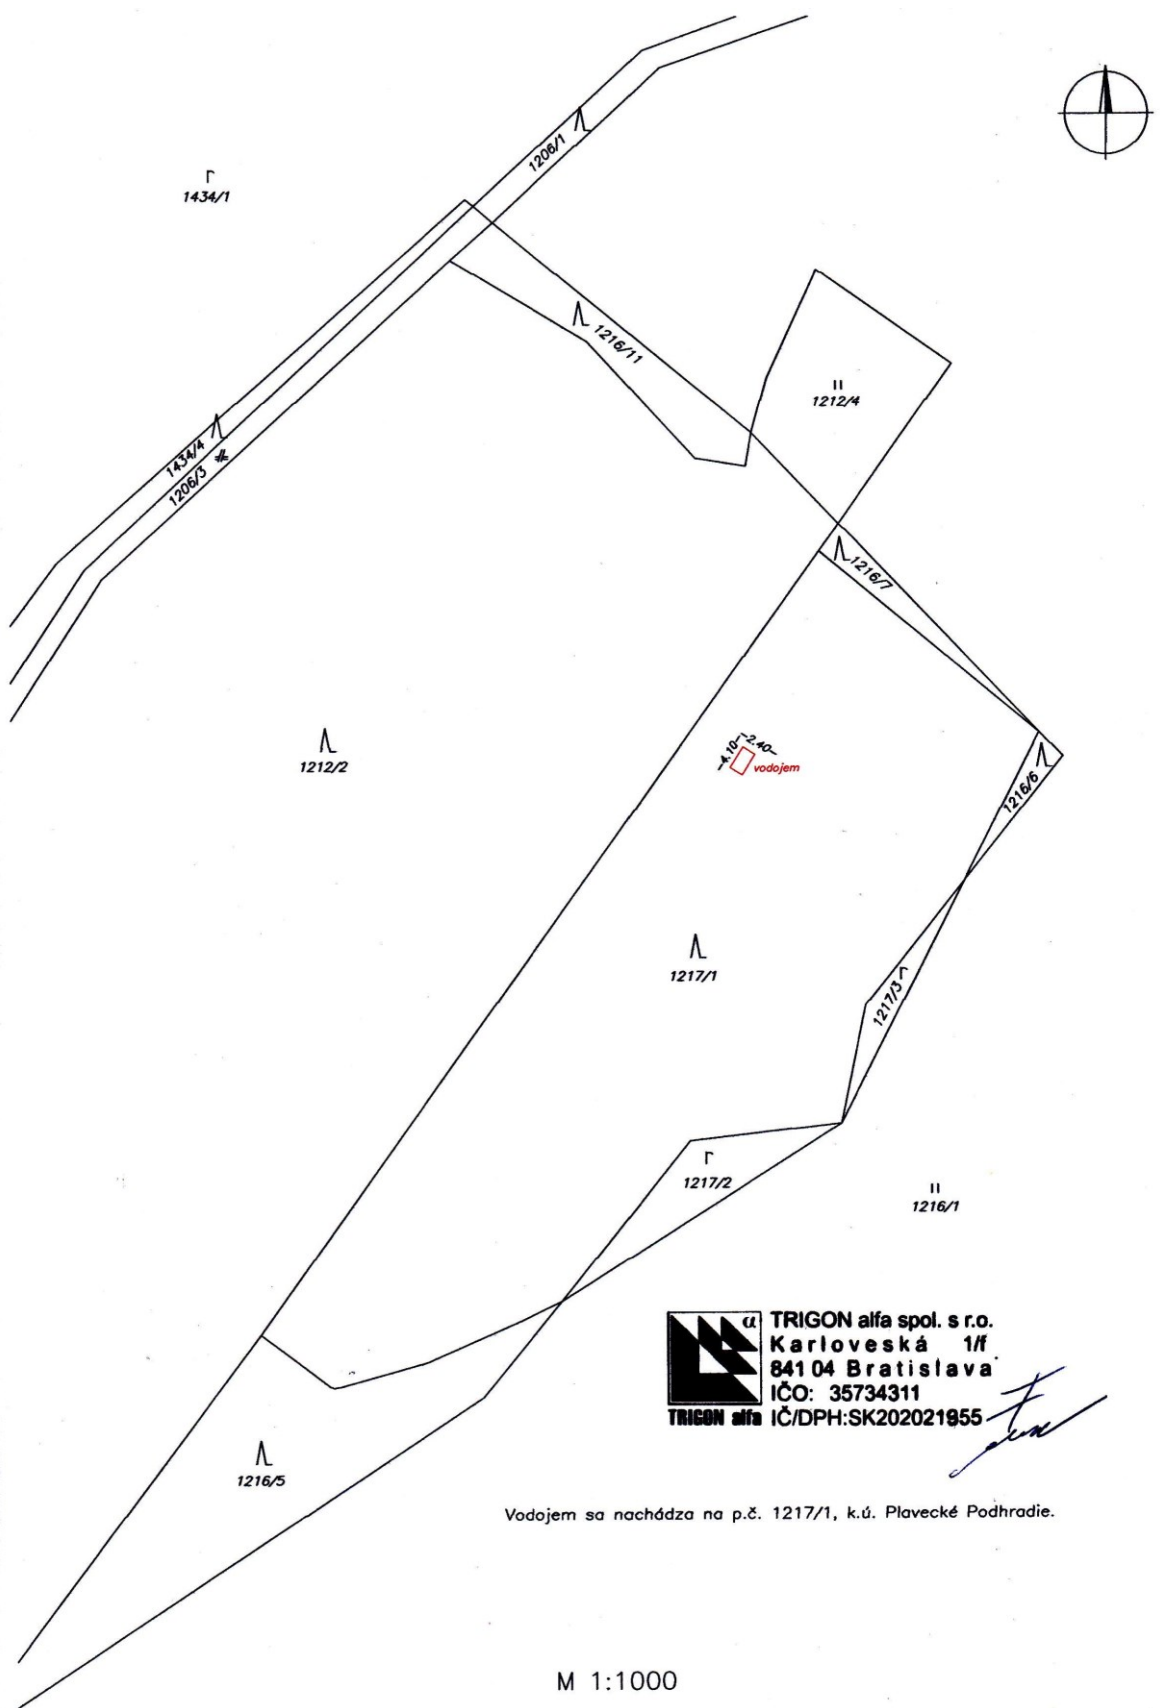 1206/1
1434/1
1216/11
1212/4
1434/4
1206/3
1216/7
1212/2
-4.10-
-2.40-
vodojem
1216/6
1217/1
1217/3
1217/2
1216/1
α
TRIGON alfa spol. s r.o.
Karloveská 1/f
841 04 Bratislava
IČO: 35734311
TRIGON alfa IČ/DPH:SK202021955
1216/5
Vodojem sa nachádza na p.č. 1217/1, k.ú. Plavecké Podhradie.
M 1:1000